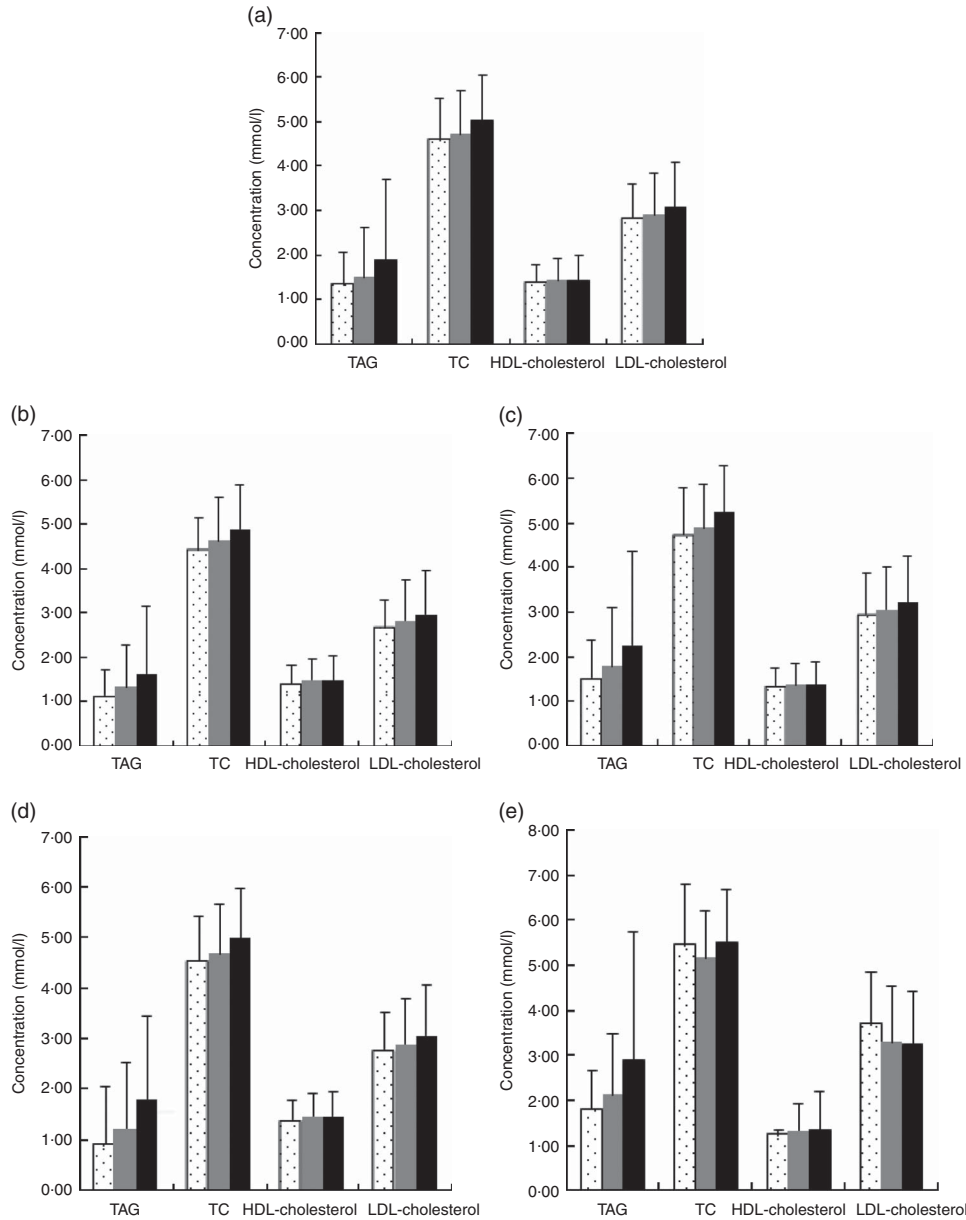 (a)
7·00
6·00
5·00
4·00
3·00
2·00
1·00
0·00
Concentration (mmol/l)
TAG TC HDL-cholesterol LDL-cholesterol
(b)
7·00
6·00
5·00
4·00
3·00
2·00
1·00
0·00
Concentration (mmol/l)
TAG TC HDL-cholesterol LDL-cholesterol
(c)
7·00
6·00
5·00
4·00
3·00
2·00
1·00
0·00
Concentration (mmol/l)
TAG TC HDL-cholesterol LDL-cholesterol
(d)
7·00
6·00
5·00
4·00
3·00
2·00
1·00
0·00
Concentration (mmol/l)
TAG TC HDL-cholesterol LDL-cholesterol
(e)
8·00
7·00
6·00
5·00
4·00
3·00
2·00
1·00
0·00
Concentration (mmol/l)
TAG TC HDL-cholesterol LDL-cholesterol